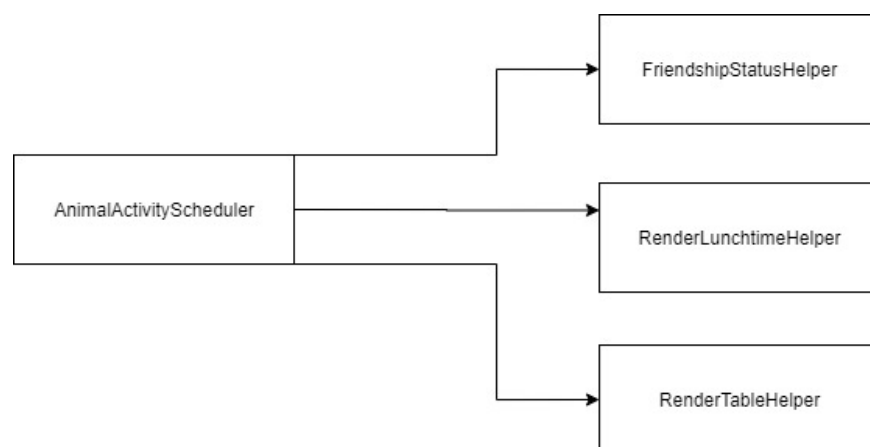 FriendshipStatusHelper
AnimalActivityScheduler
RenderLunchtimeHelper
RenderTableHelper